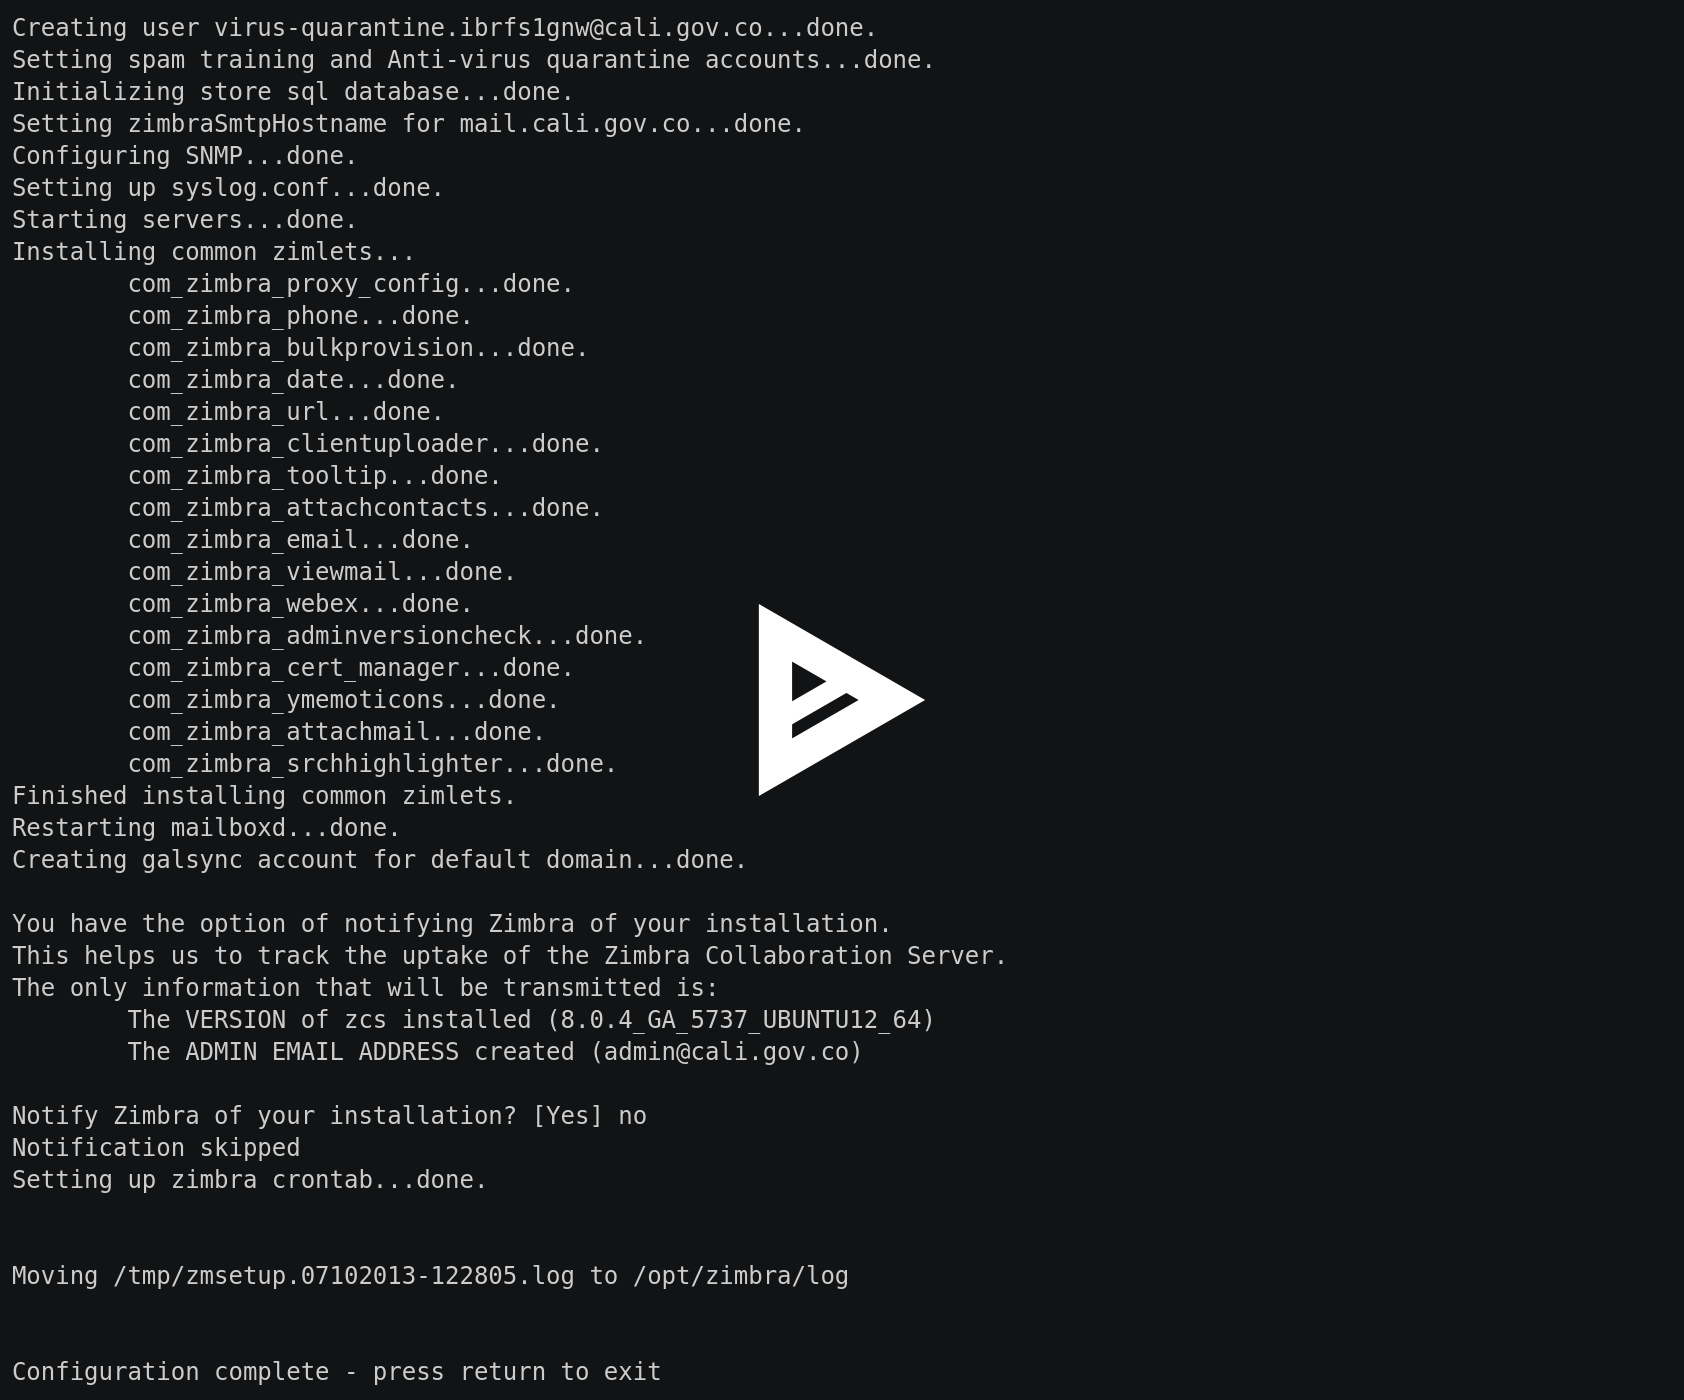 Creating user virus-quarantine.ibrfs1gnw@cali.gov.co...done.
Setting spam training and Anti-virus quarantine accounts...done.
Initializing store sql database...done.
Setting zimbraSmtpHostname for mail.cali.gov.co...done.
Configuring SNMP...done.
Setting up syslog.conf...done.
Starting servers...done.
Installing common zimlets...
        com_zimbra_proxy_config...done.
        com_zimbra_phone...done.
        com_zimbra_bulkprovision...done.
        com_zimbra_date...done.
        com_zimbra_url...done.
        com_zimbra_clientuploader...done.
        com_zimbra_tooltip...done.
        com_zimbra_attachcontacts...done.
        com_zimbra_email...done.
        com_zimbra_viewmail...done.
        com_zimbra_webex...done.
        com_zimbra_adminversioncheck...done.
        com_zimbra_cert_manager...done.
        com_zimbra_ymemoticons...done.
        com_zimbra_attachmail...done.
        com_zimbra_srchhighlighter...done.
Finished installing common zimlets.
Restarting mailboxd...done.
Creating galsync account for default domain...done.

You have the option of notifying Zimbra of your installation.
This helps us to track the uptake of the Zimbra Collaboration Server.
The only information that will be transmitted is:
        The VERSION of zcs installed (8.0.4_GA_5737_UBUNTU12_64)
        The ADMIN EMAIL ADDRESS created (admin@cali.gov.co)

Notify Zimbra of your installation? [Yes] no
Notification skipped
Setting up zimbra crontab...done.

Moving /tmp/zmsetup.07102013-122805.log to /opt/zimbra/log

Configuration complete - press return to exit